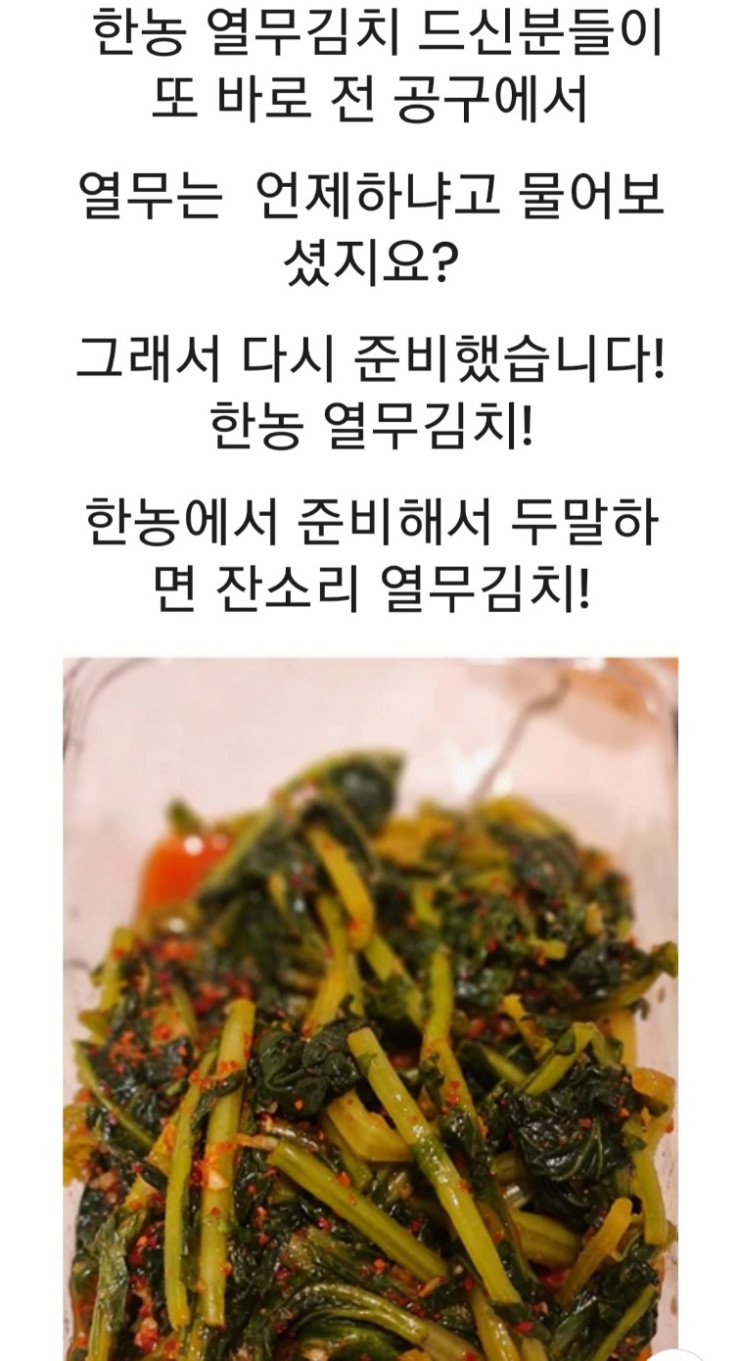 한농 열무김치 드신분들이
또 바로 전 공구에서
열무는  언제하냐고 물어보
셨지요?
그래서 다시 준비했습니다!
한농 열무김치!
한농에서 준비해서 두말하
면 잔소리 열무김치!